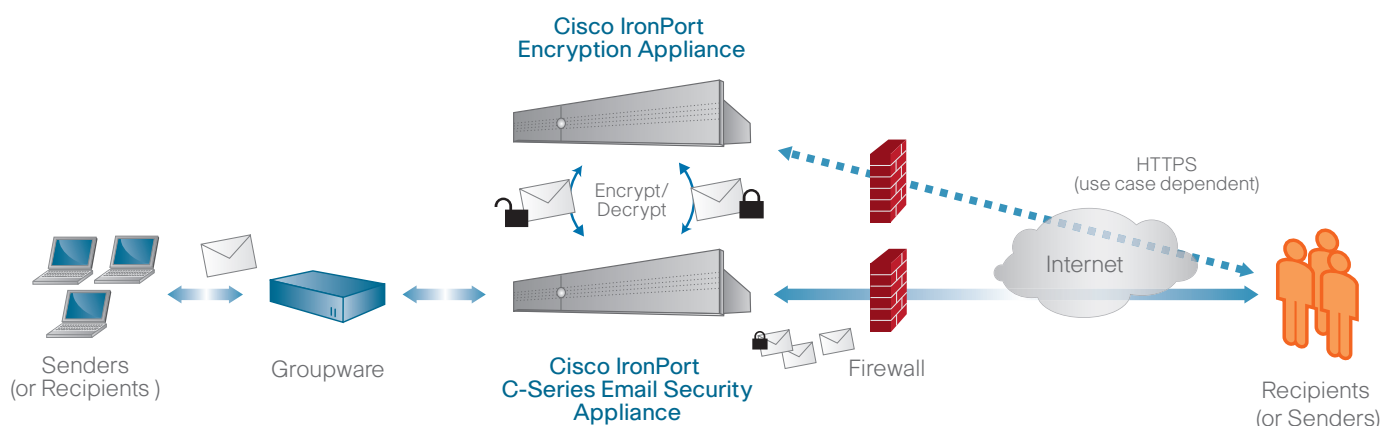 Cisco IronPort
Encryption Appliance
HTTPS
(use case dependent)
Encrypt/
Decrypt
Internet
Senders
(or Recipients )
Groupware
Cisco IronPort
C-Series Email Security
Appliance
Firewall
Recipients
(or Senders)